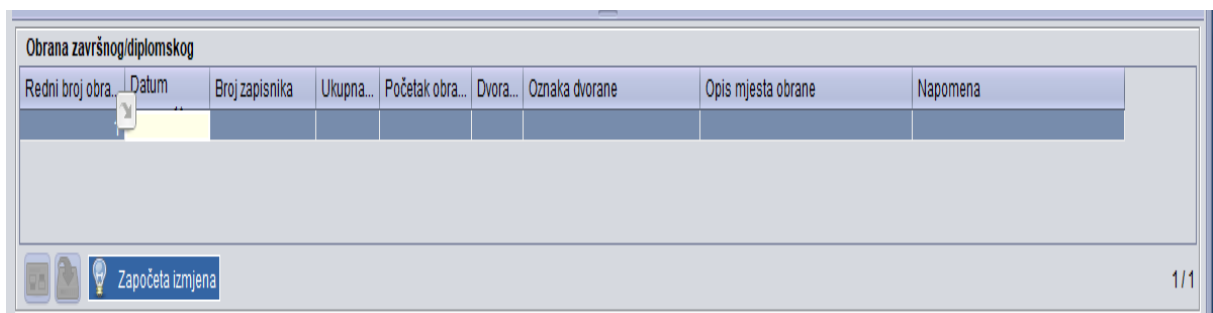 Obrana završnog/diplomskog
Redni broj obra... Datum Broj zapisnika Ukupna... Početak obra... Dvora... Oznaka dvorane Opis mjesta obrane Napomena
1
Započeta izmjena 1/1